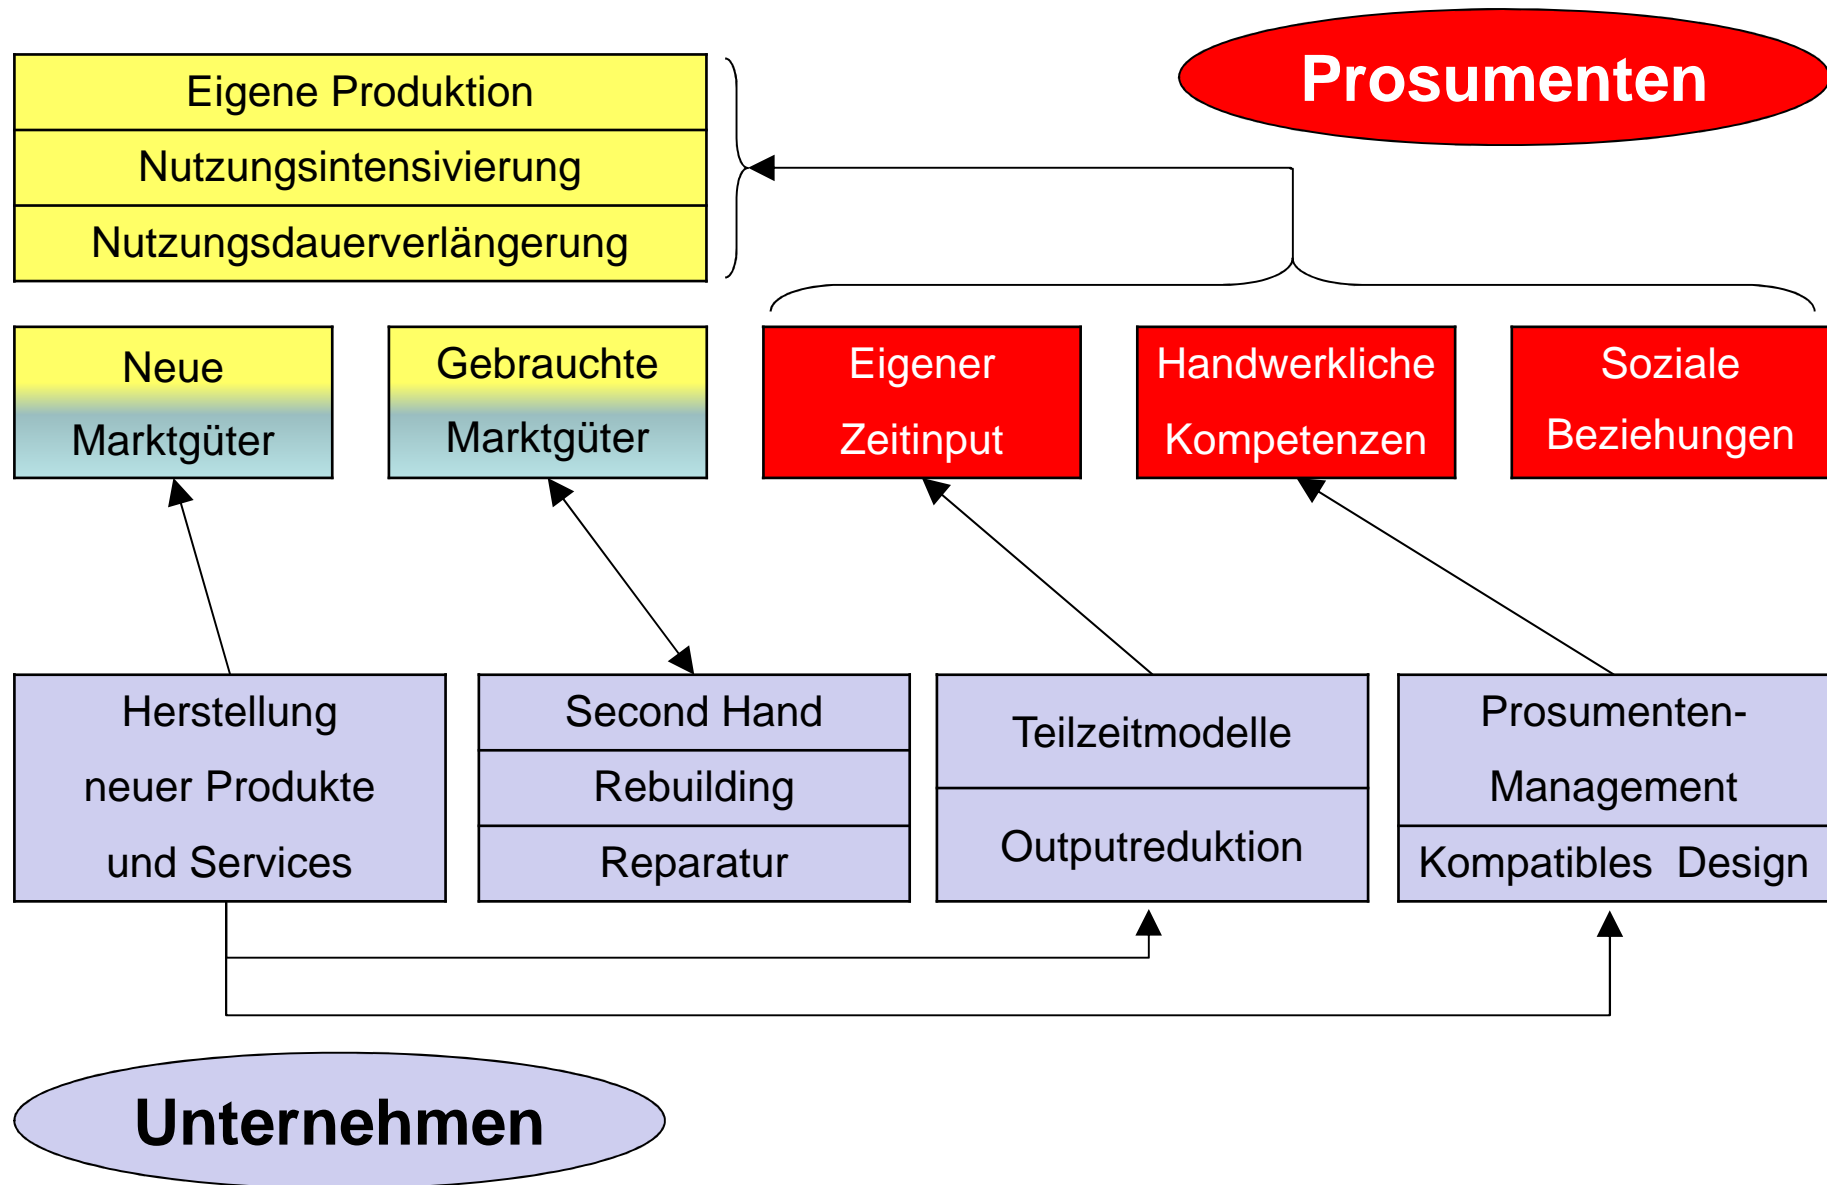 Prosumenten
Eigene Produktion
Nutzungsintensivierung
Nutzungsdauerverlängerung
Neue
Marktgüter
Gebrauchte
Marktgüter
Eigener
Zeitinput
Handwerkliche
Kompetenzen
Soziale
Beziehungen
Herstellung
neuer Produkte
und Services
Second Hand
Rebuilding
Reparatur
Teilzeitmodelle
Outputreduktion
Prosumenten-
Management
Kompatibles Design
Unternehmen